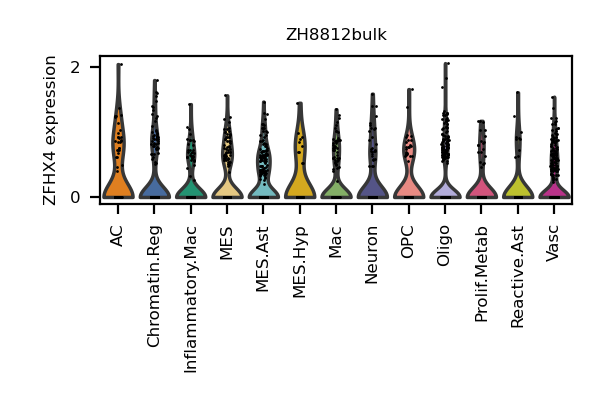 ZH8812bulk
ZFHX4 expression
2
0
AC
Chromatin.Reg
Inflammatory.Mac
MES
MES.Ast
MES.Hyp
Mac
Neuron
OPC
Oligo
Prolif.Metab
Reactive.Ast
Vasc